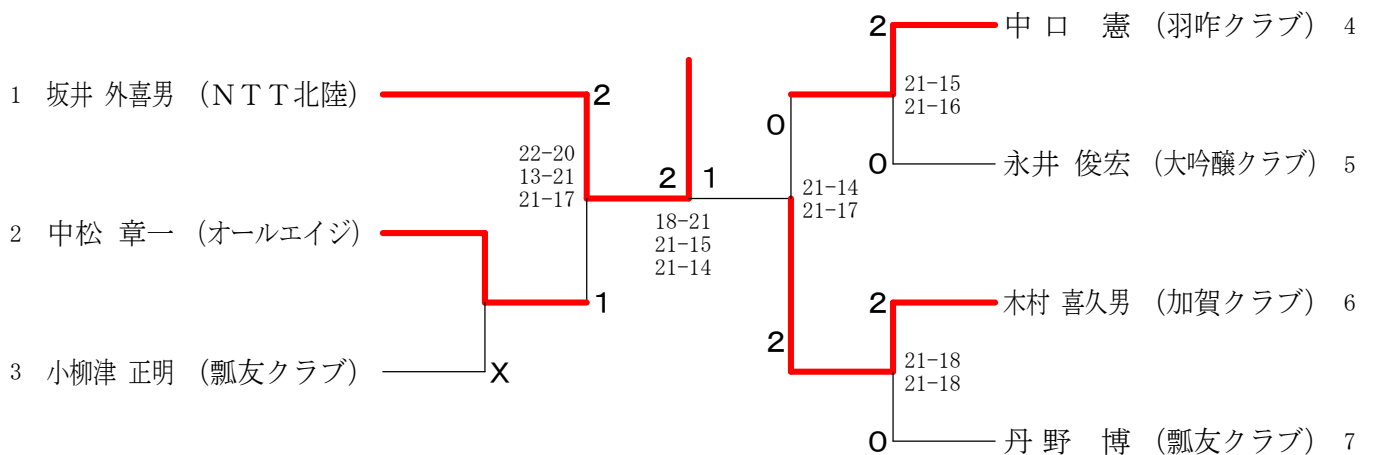 1 坂井 外喜男 (NTT北陸)
2
22-20
13-21
21-17
2 中松 章一 (オールエイジ)
1
3 小柳津 正明 (瓢友クラブ)
X
2 1
18-21
21-15
21-14
2 中口 憲 (羽咋クラブ) 4
21-15
21-16
0
0 永井 俊宏 (大吟醸クラブ) 5
21-14
21-17
2 木村 喜久男 (加賀クラブ) 6
2
21-18
21-18
0 丹野 博 (瓢友クラブ) 7